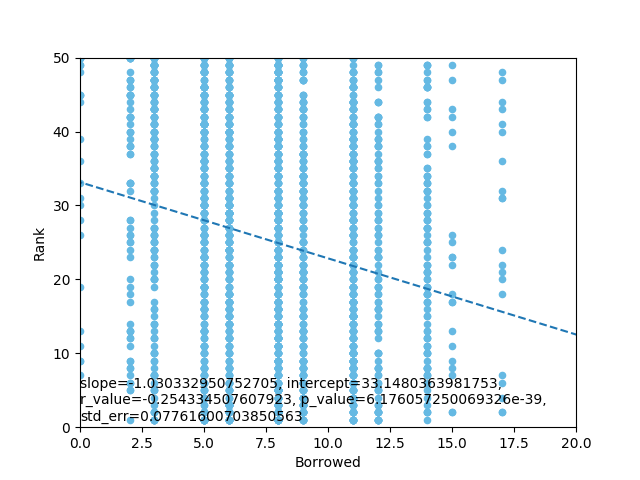 50
40
30
20
10
0
Rank
slope=-1.030332950752705, intercept=33.1480363981753,
r_value=-0.254334507607923, p_value=6.176057250069326e-39,
std_err=0.07761600703850563
0.0 2.5 5.0 7.5 10.0 12.5 15.0 17.5 20.0
Borrowed